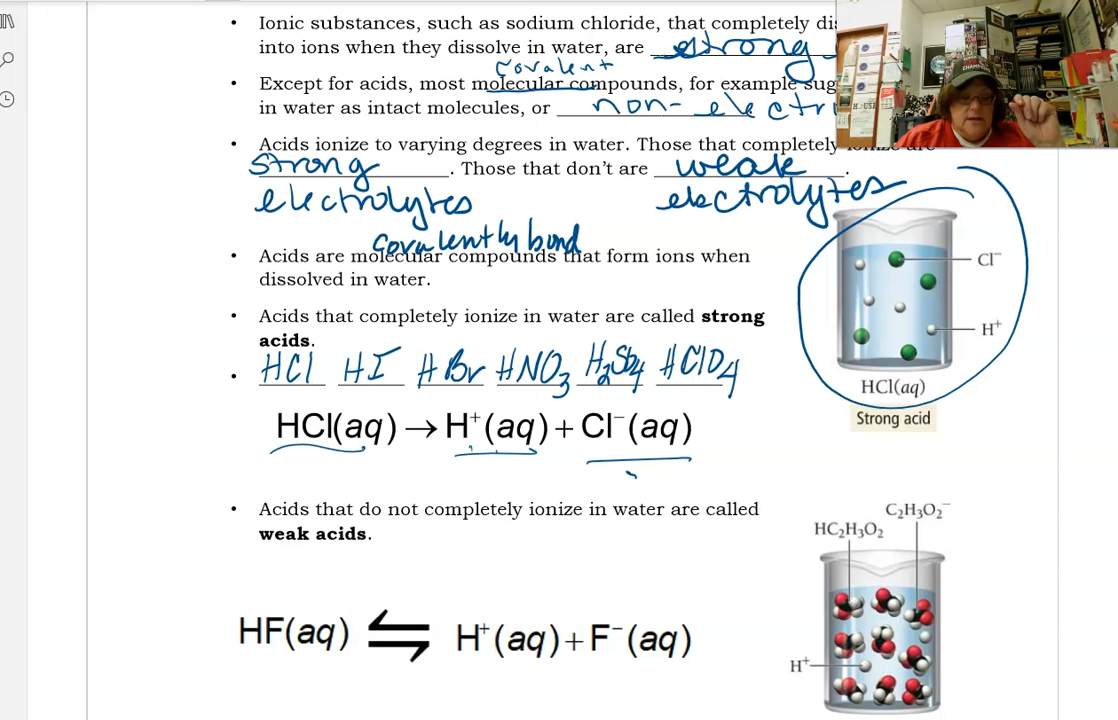 • Ionic substances, such as sodium chloride, that completely
into ions when they dissolve in water, are strong
covalent
• Except for acids, most molecular compounds, for example
in water as intact molecules, or non-
• Acids ionize to varying degrees in water. Those that completely
strong. Those that don't are weak.
electrolytes electrolytes
covalently bond
• Acids are molecular compounds that form ions when
dissolved in water.
• Acids that completely ionize in water are called strong
acids.
• HCl HI HBr HNO3 H2SO4 HClO4
HCl(aq) → H⁺(aq) + Cl⁻(aq)
Cl⁻
H⁺
HCl(aq)
Strong acid
• Acids that do not completely ionize in water are called
weak acids.
HF(aq) ⇌ H⁺(aq) + F⁻(aq)
C₂H₃O₂⁻
HC₂H₃O₂
H⁺